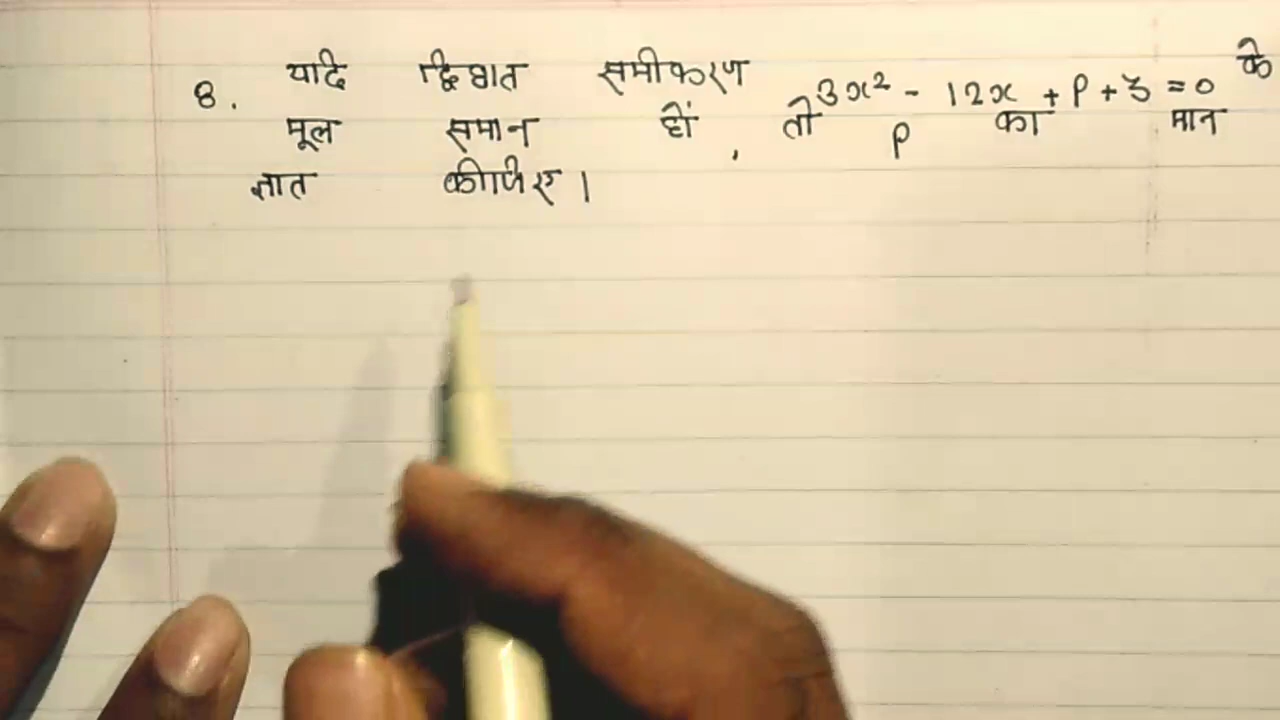 8. यदि द्विघात समीकरण 3x² - 12x + P + 3 = 0 के
मूल समान हों, तो P का मान
ज्ञात कीजिए।